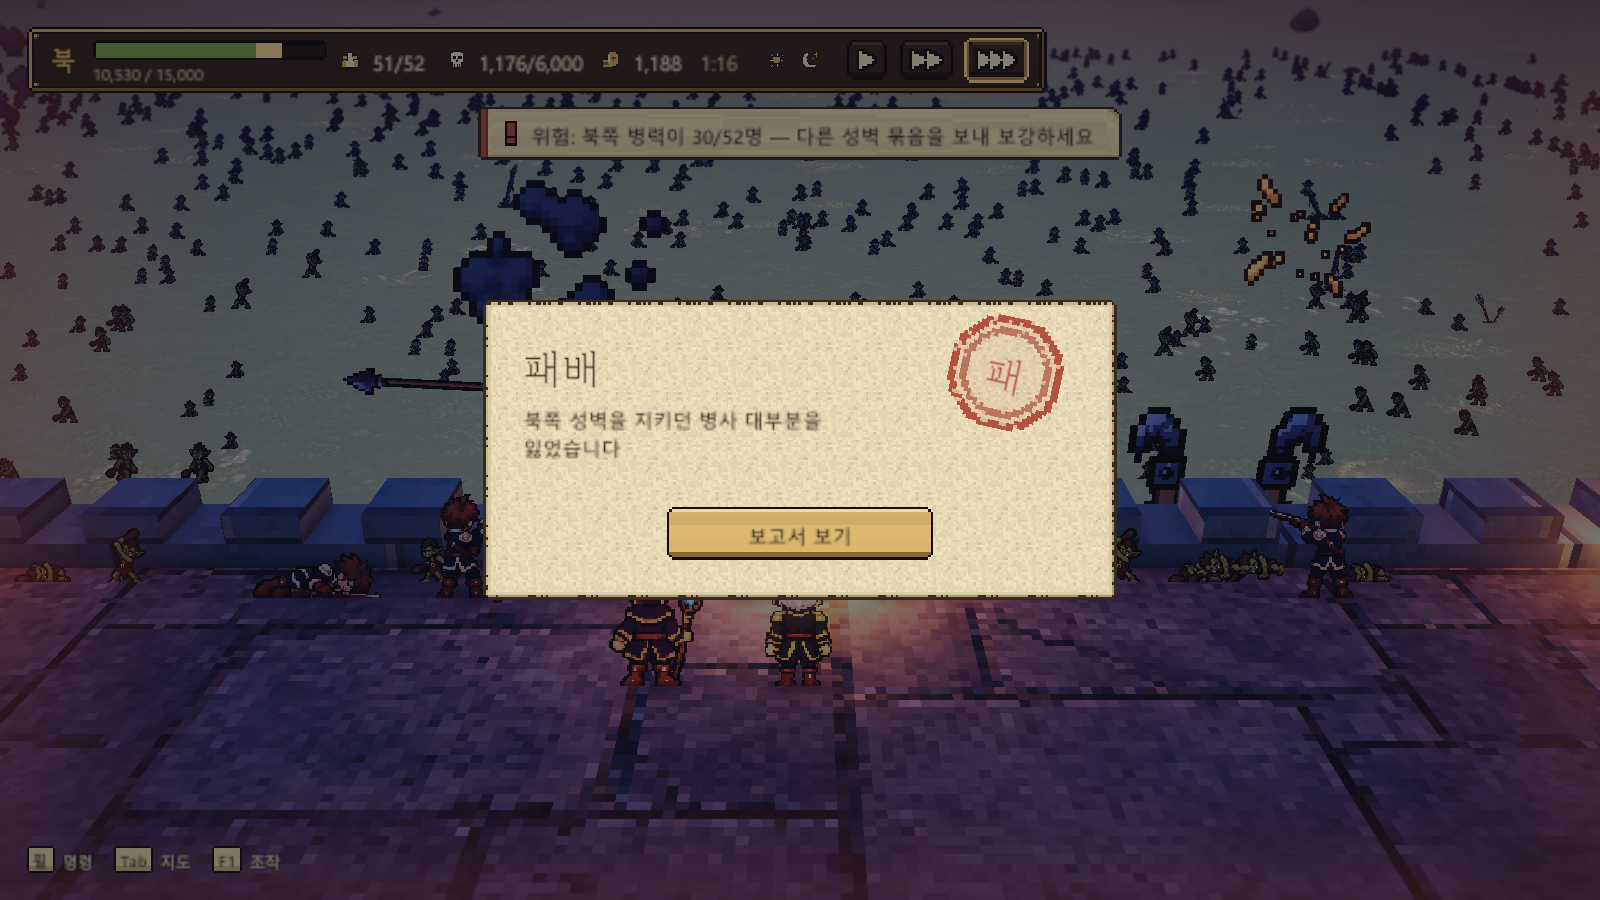 북 10,530 / 15,000 51/52 1,176/6,000 1,188 1:16
위험: 북쪽 병력이 30/52명 — 다른 성벽 묶음을 보내 보강하세요
패배
패
북쪽 성벽을 지키던 병사 대부분을
잃었습니다
보고서 보기
휠 명령 Tab 지도 F1 조작